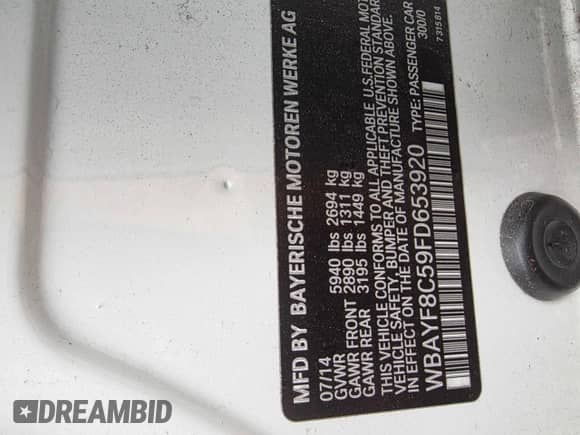 MFD BY BAYERISCHE MOTOREN WERKE AG
07/14
GVWR 5940 lbs 2694 kg
GAWR FRONT 2890 lbs 1311 kg
GAWR REAR 3195 lbs 1449 kg
THIS VEHICLE CONFORMS TO ALL APPLICABLE U.S. FEDERAL MOTOR
VEHICLE SAFETY, BUMPER AND THEFT PREVENTION STANDARDS
IN EFFECT ON THE DATE OF MANUFACTURE SHOWN ABOVE.
WBAYF8C59FD653920 TYPE: PASSENGER CAR
300/0
7315814
DREAMBID